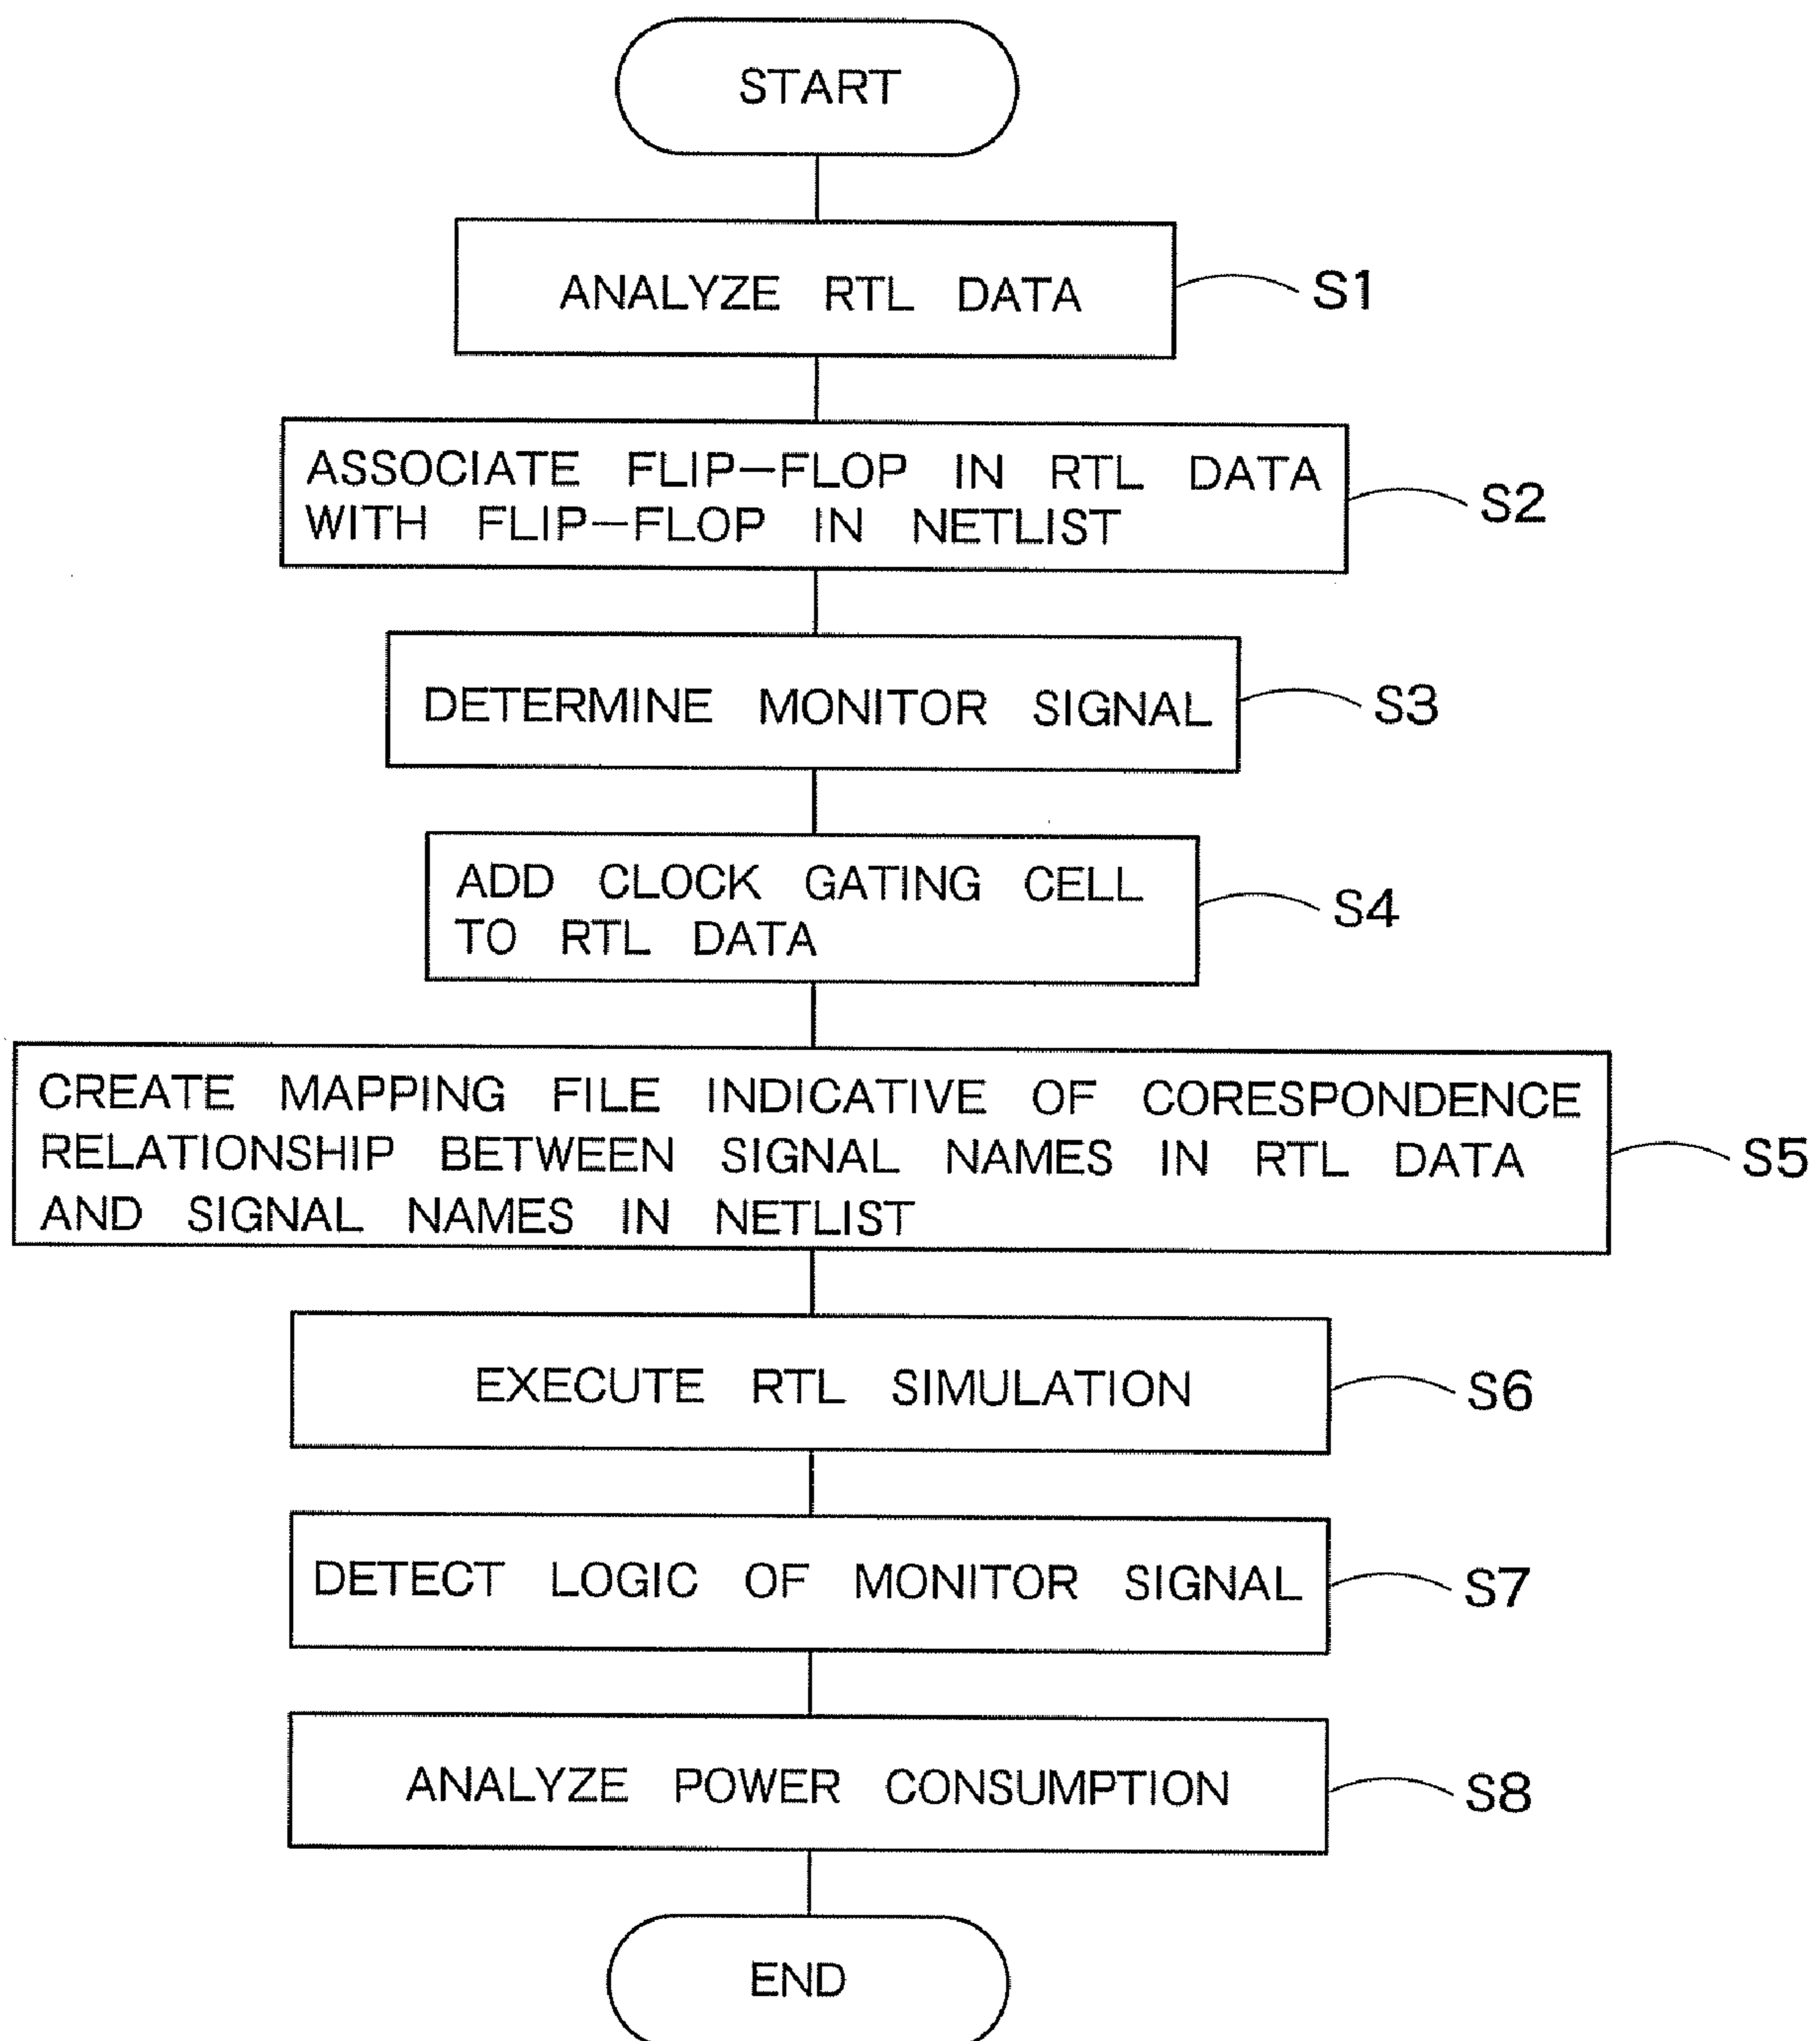 START
ANALYZE RTL DATA
S1
ASSOCIATE FLIP-FLOP IN RTL DATA
WITH FLIP-FLOP IN NETLIST
S2
DETERMINE MONITOR SIGNAL
S3
ADD CLOCK GATING CELL
TO RTL DATA
S4
CREATE MAPPING FILE INDICATIVE OF CORESPONDENCE
RELATIONSHIP BETWEEN SIGNAL NAMES IN RTL DATA
AND SIGNAL NAMES IN NETLIST
S5
EXECUTE RTL SIMULATION
S6
DETECT LOGIC OF MONITOR SIGNAL
S7
ANALYZE POWER CONSUMPTION
S8
END